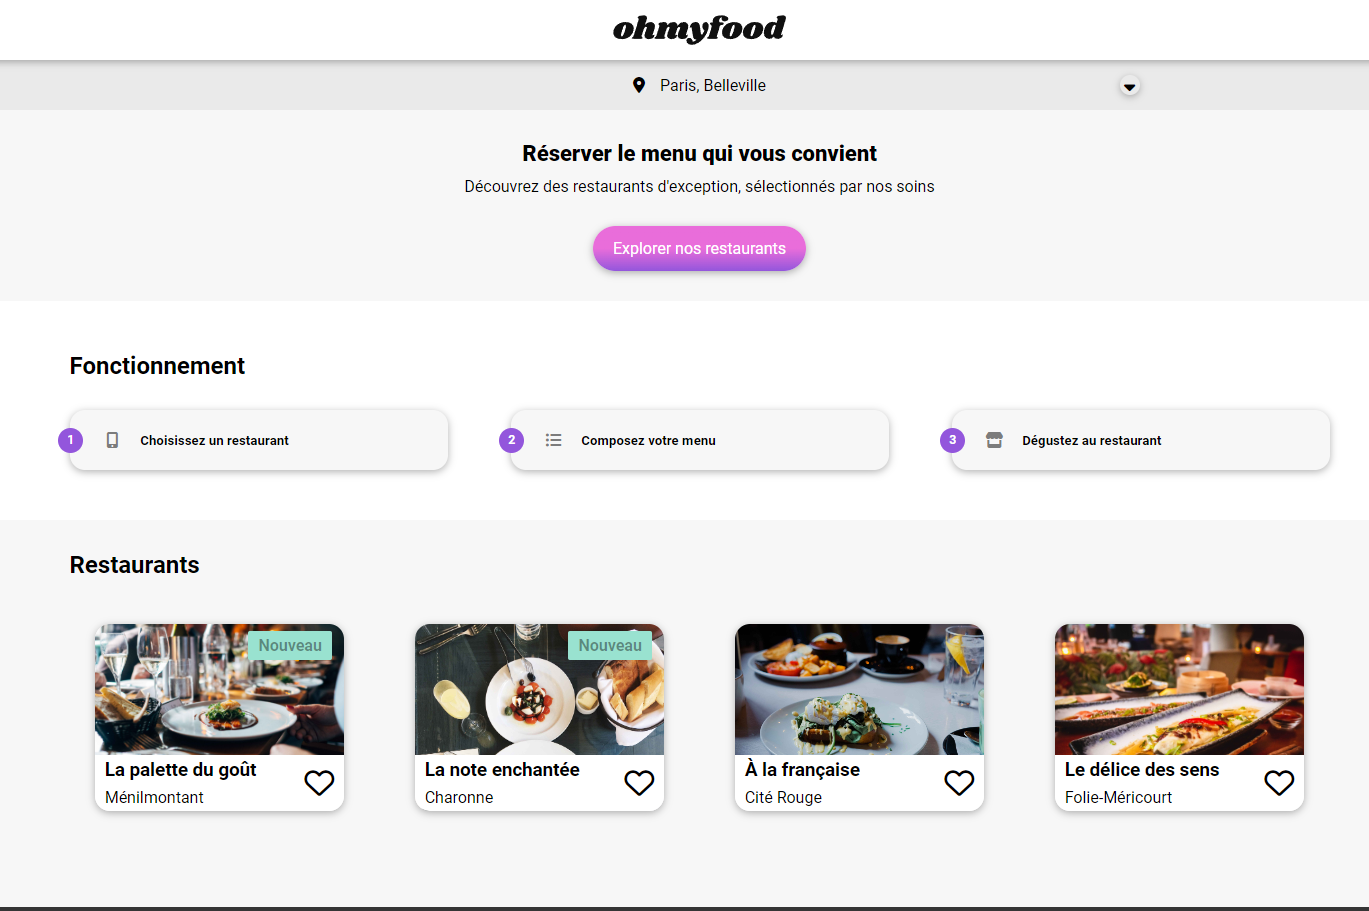 ohmyfood
Paris, Belleville
Réserver le menu qui vous convient
Découvrez des restaurants d'exception, sélectionnés par nos soins
Explorer nos restaurants
Fonctionnement
1 Choisissez un restaurant
2 Composez votre menu
3 Dégustez au restaurant
Restaurants
Nouveau
La palette du goût
Ménilmontant
Nouveau
La note enchantée
Charonne
À la française
Cité Rouge
Le délice des sens
Folie-Méricourt